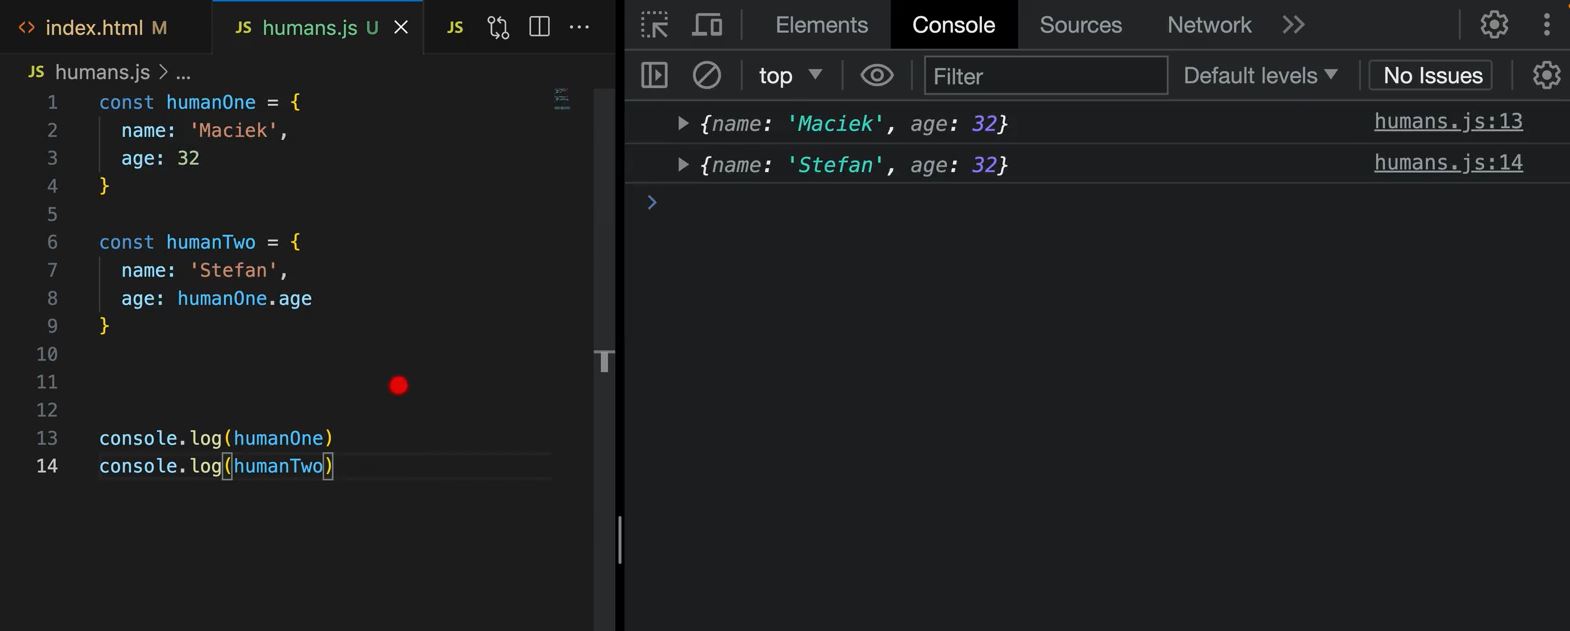 <> index.html M
JS humans.js U
JS
JS humans.js > ...
1 const humanOne = {
2 name: 'Maciek',
3 age: 32
4 }
5
6 const humanTwo = {
7 name: 'Stefan',
8 age: humanOne.age
9 }
10
11
12
13 console.log(humanOne)
14 console.log(humanTwo)
Elements Console Sources Network
top Filter Default levels No Issues
{name: 'Maciek', age: 32} humans.js:13
{name: 'Stefan', age: 32} humans.js:14